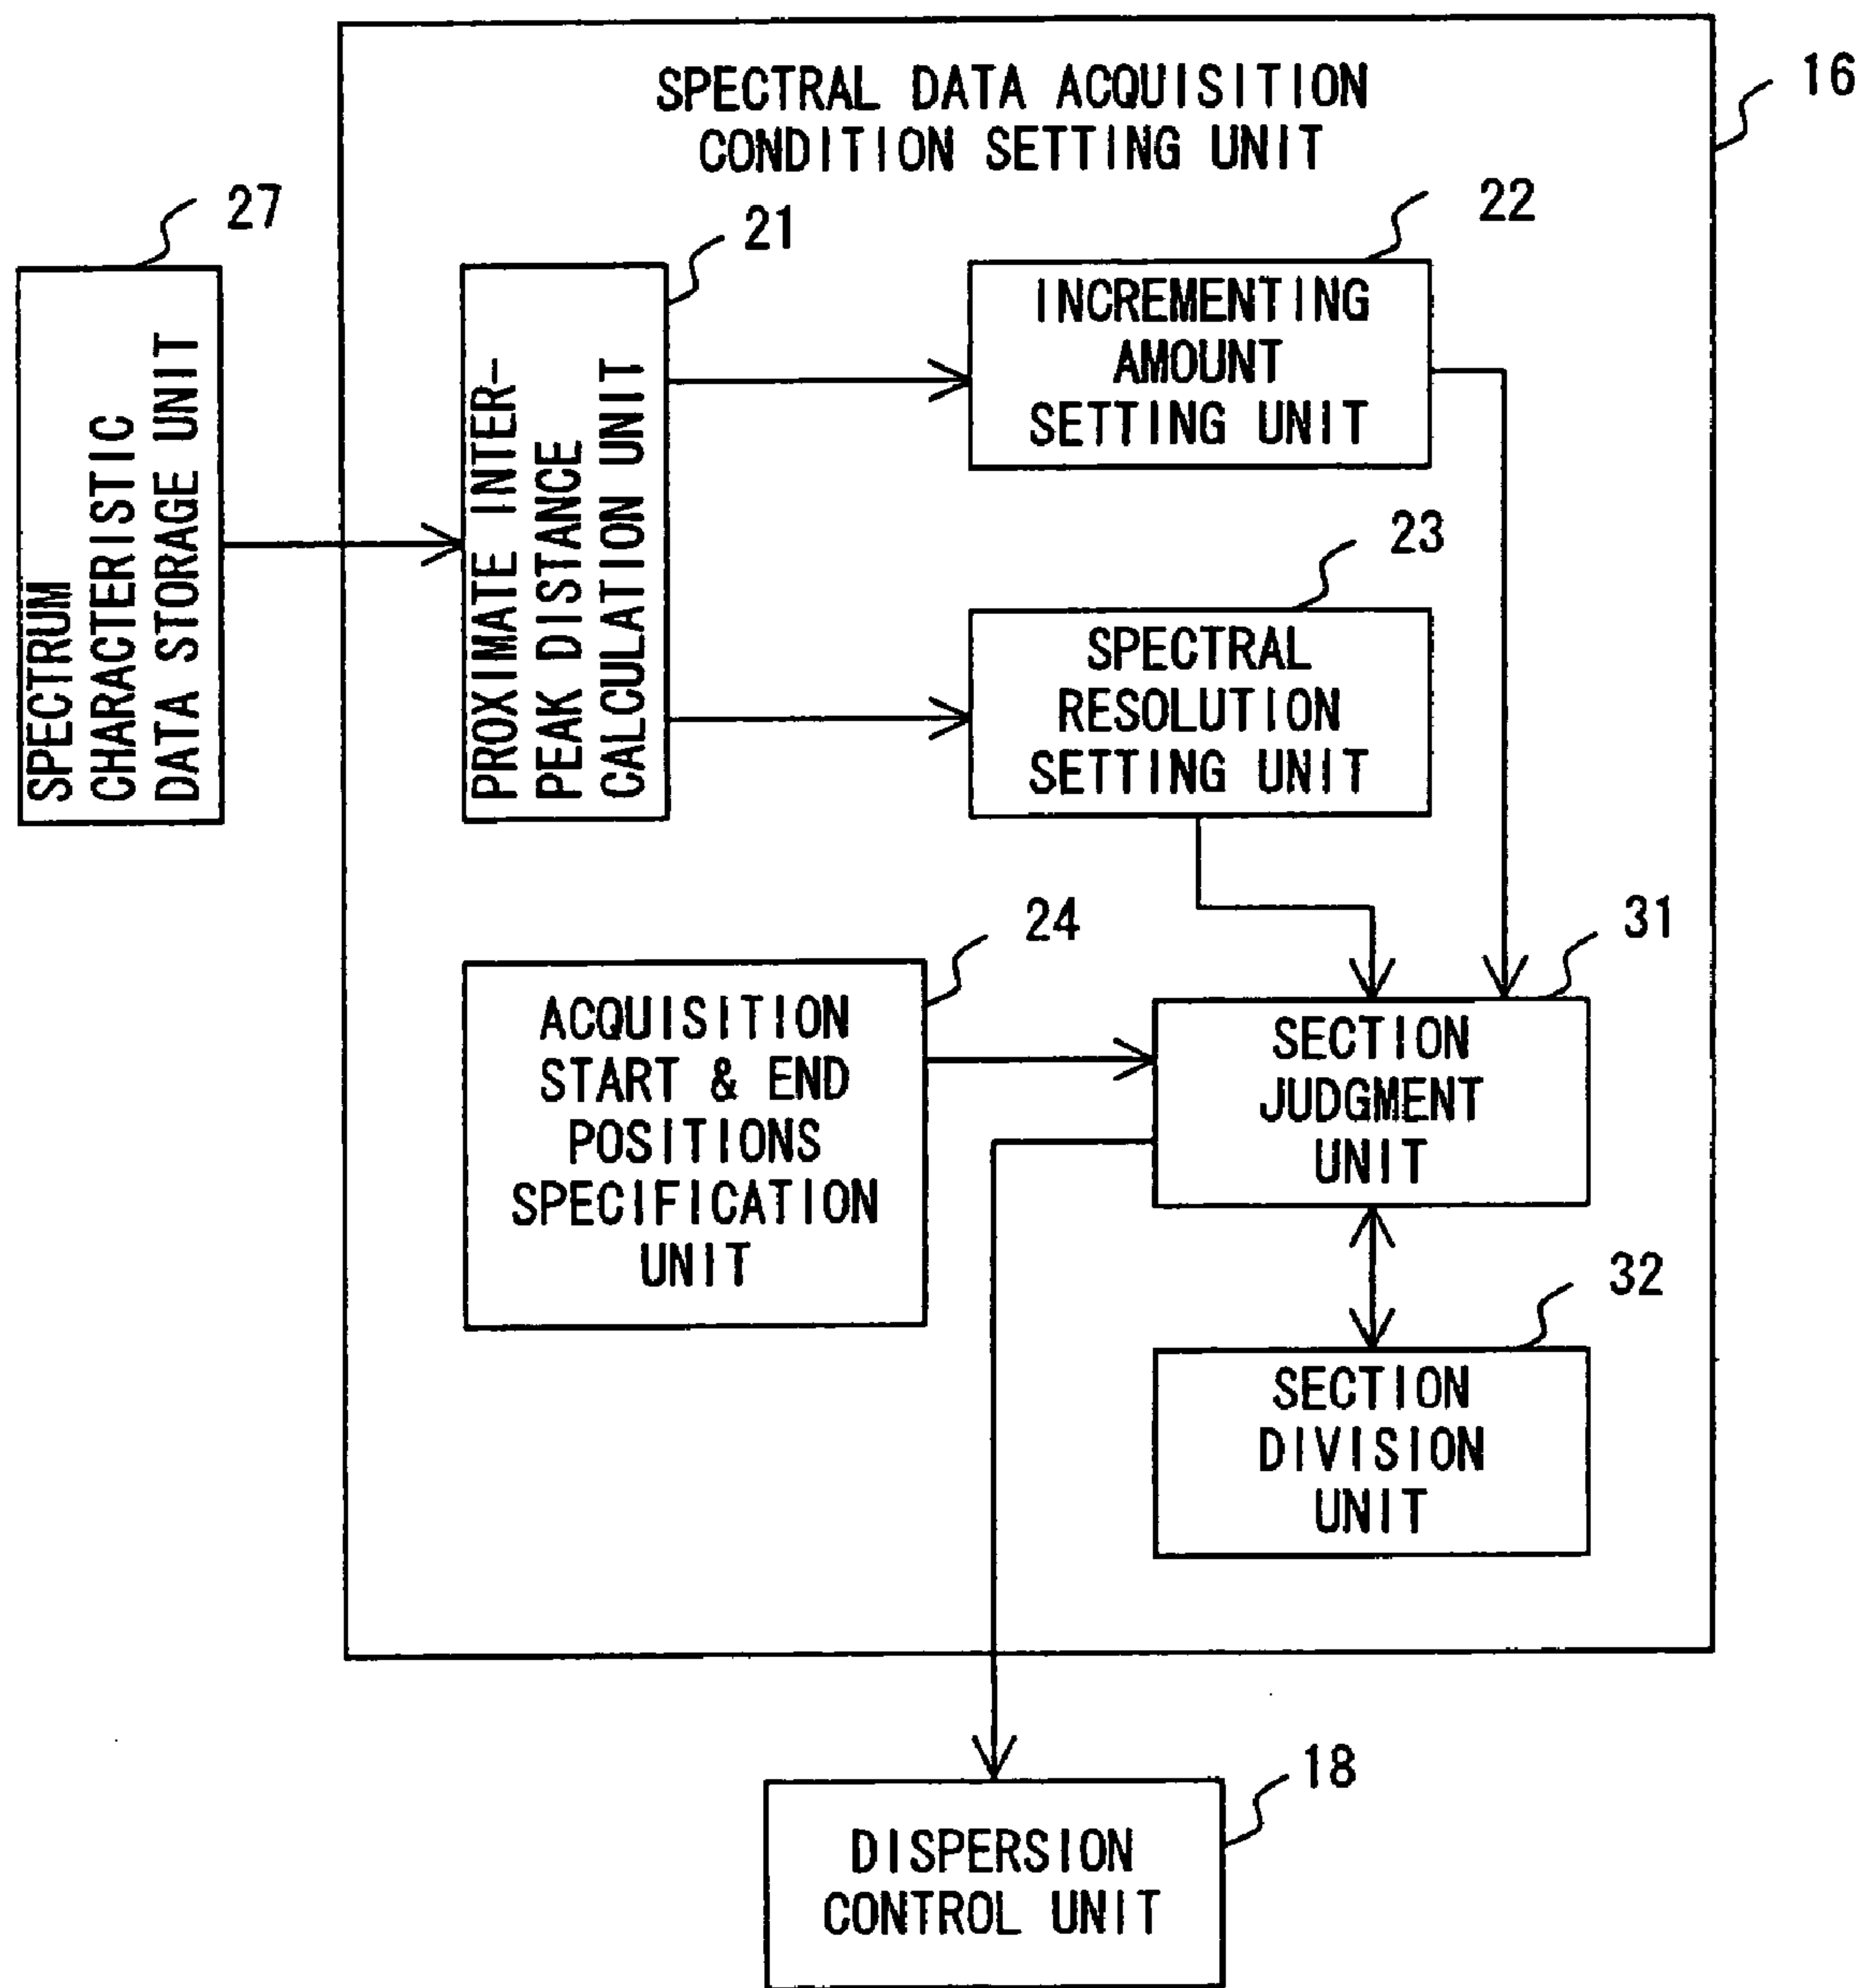 SPECTRAL DATA ACQUISITION
CONDITION SETTING UNIT
16
27
SPECTRUM
CHARACTERISTIC
DATA STORAGE UNIT
21
PROXIMATE INTER-
PEAK DISTANCE
CALCULATION UNIT
22
INCREMENTING
AMOUNT
SETTING UNIT
23
SPECTRAL
RESOLUTION
SETTING UNIT
24
ACQUISITION
START & END
POSITIONS
SPECIFICATION
UNIT
31
SECTION
JUDGMENT
UNIT
32
SECTION
DIVISION
UNIT
18
DISPERSION
CONTROL UNIT